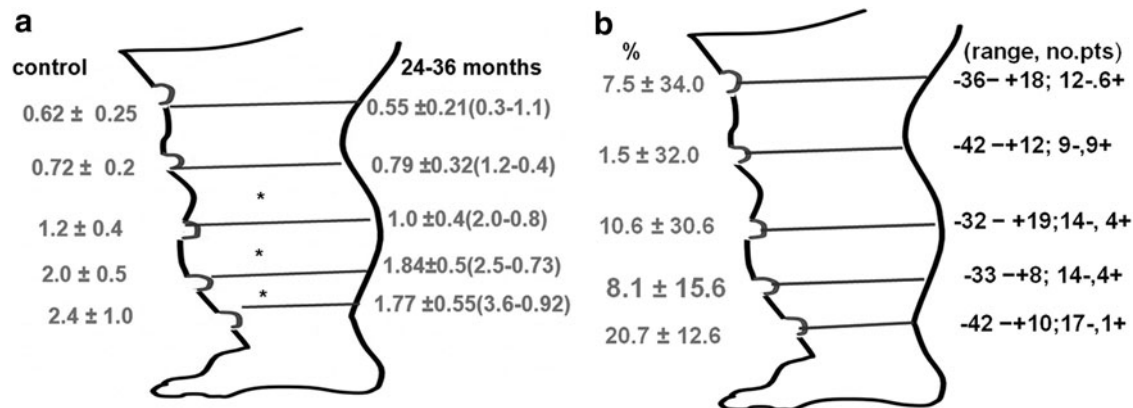 a
control
24-36 months
0.62 ± 0.25
0.55 ±0.21(0.3-1.1)
0.72 ± 0.2
0.79 ±0.32(1.2-0.4)
*
1.2 ± 0.4
1.0 ±0.4(2.0-0.8)
*
2.0 ± 0.5
1.84±0.5(2.5-0.73)
*
2.4 ± 1.0
1.77 ±0.55(3.6-0.92)
b
%
(range, no.pts)
7.5 ± 34.0
-36− +18; 12-.6+
1.5 ± 32.0
-42 −+12; 9-,9+
10.6 ± 30.6
-32 − +19;14-, 4+
8.1 ± 15.6
-33 −+8; 14-,4+
20.7 ± 12.6
-42 −+10;17-,1+